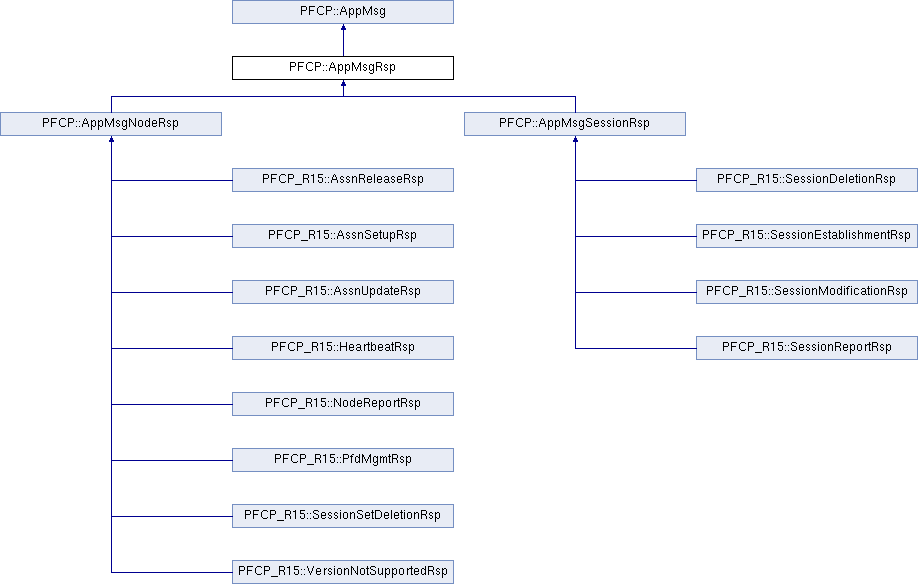 PFCP::AppMsg
PFCP::AppMsgRsp
PFCP::AppMsgNodeRsp
PFCP::AppMsgSessionRsp
PFCP_R15::AssnReleaseRsp
PFCP_R15::SessionDeletionRsp
PFCP_R15::AssnSetupRsp
PFCP_R15::SessionEstablishmentRsp
PFCP_R15::AssnUpdateRsp
PFCP_R15::SessionModificationRsp
PFCP_R15::HeartbeatRsp
PFCP_R15::SessionReportRsp
PFCP_R15::NodeReportRsp
PFCP_R15::PfdMgmtRsp
PFCP_R15::SessionSetDeletionRsp
PFCP_R15::VersionNotSupportedRsp